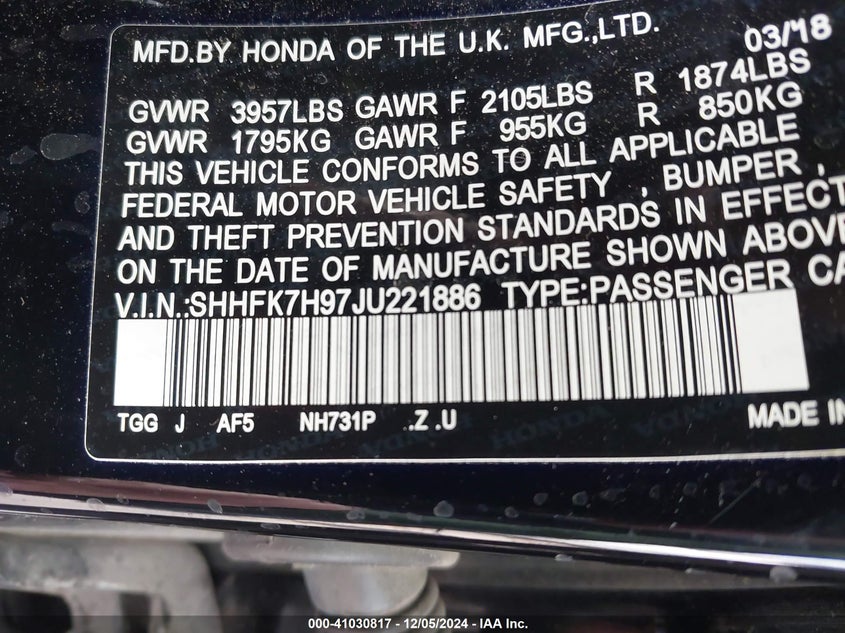 MFD.BY HONDA OF THE U.K. MFG.,LTD. 03/18
GVWR 3957LBS GAWR F 2105LBS R 1874LBS
GVWR 1795KG GAWR F 955KG R 850KG
THIS VEHICLE CONFORMS TO ALL APPLICABLE
FEDERAL MOTOR VEHICLE SAFETY , BUMPER ,
AND THEFT PREVENTION STANDARDS IN EFFECT
ON THE DATE OF MANUFACTURE SHOWN ABOVE
V.I.N.:SHHFK7H97JU221886 TYPE:PASSENGER CA
TGG J AF5 NH731P .Z .U MADE IN
HONDA
000-41030817 - 12/05/2024 - IAA Inc.